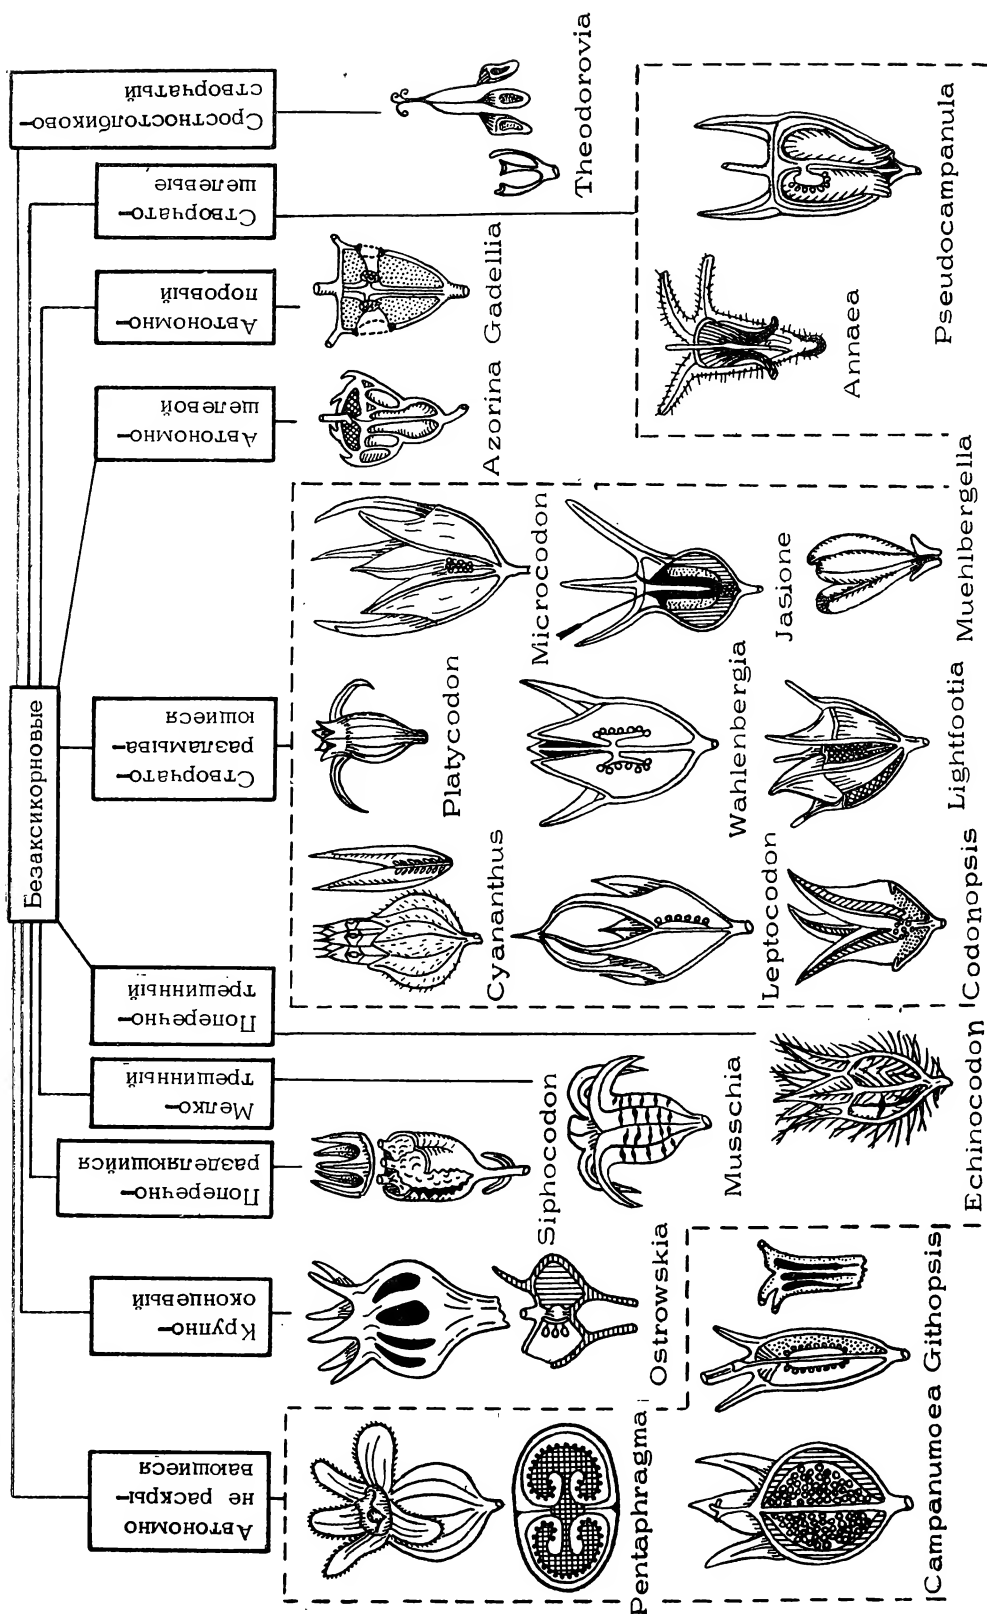 Безаксикорновые
Автономно
не раскры-
вающиеся
Крупно-
оконцевый
Поперечно-
разделяющийся
Мелко-
трещинный
Поперечно-
трещинный
Створчато-
разламыва-
ющиеся
Автономно-
щелевой
Автономно-
поровый
Створчато-
щелевые
Сростностолбиково-
створчатый
Pentaphragma
Campanumoea
Githopsis
Ostrowskia
Siphocodon
Musschia
Echinocodon
Cyananthus
Platycodon
Microcodon
Leptocodon
Wahlenbergia
Jasione
Codonopsis
Lightfootia
Muehlbergella
Azorina
Gadellia
Theodorovia
Annaea
Pseudocampanula